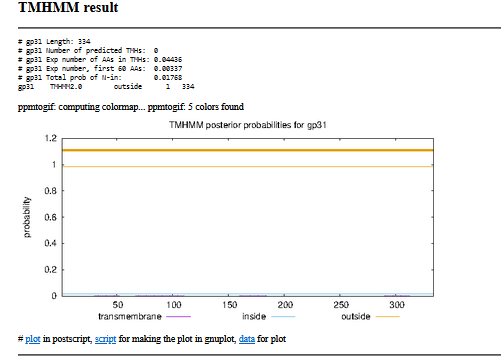 TMHMM result
# gp31 Length: 334
# gp31 Number of predicted TMHs: 0
# gp31 Exp number of AAs in TMHs: 0.04436
# gp31 Exp number, first 60 AAs: 0.00337
# gp31 Total prob of N-in: 0.01768
gp31 TMHMM2.0 outside 1 334
ppmtogif: computing colormap... ppmtogif: 5 colors found
TMHMM posterior probabilities for gp31
1.2
1
0.8
0.6
0.4
0.2
0
probability
50 100 150 200 250 300
transmembrane inside outside
# plot in postscript, script for making the plot in gnuplot, data for plot